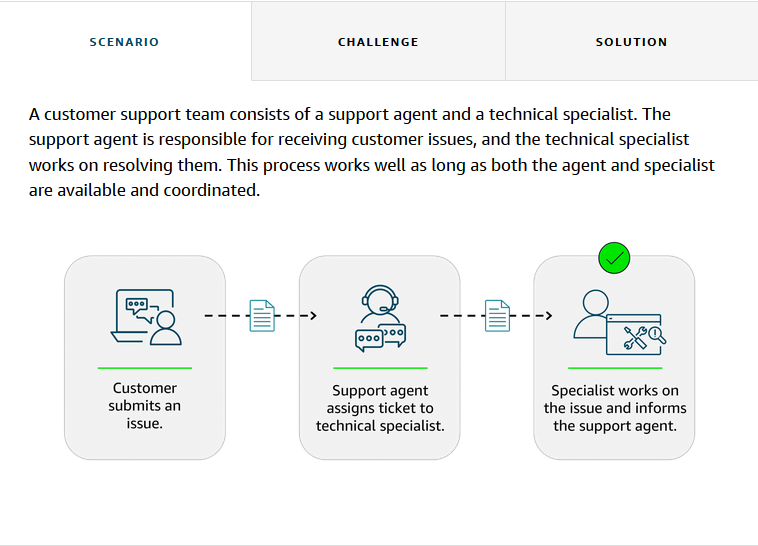 SCENARIO
CHALLENGE
SOLUTION
A customer support team consists of a support agent and a technical specialist. The
support agent is responsible for receiving customer issues, and the technical specialist
works on resolving them. This process works well as long as both the agent and specialist
are available and coordinated.
Customer
submits an
issue.
Support agent
assigns ticket to
technical specialist.
Specialist works on
the issue and informs
the support agent.